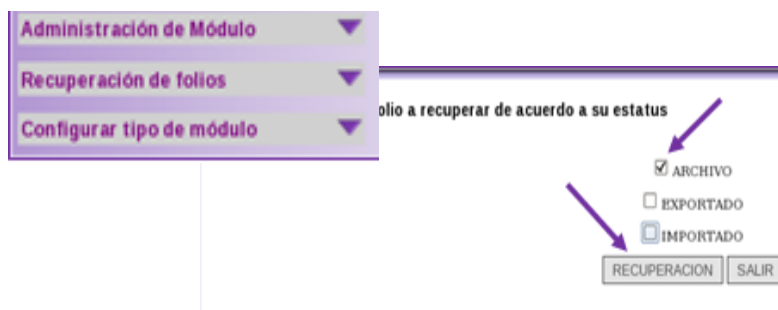 Administración de Módulo
Recuperación de folios
Configurar tipo de módulo
olio a recuperar de acuerdo a su estatus
ARCHIVO
EXPORTADO
IMPORTADO
RECUPERACION SALIR